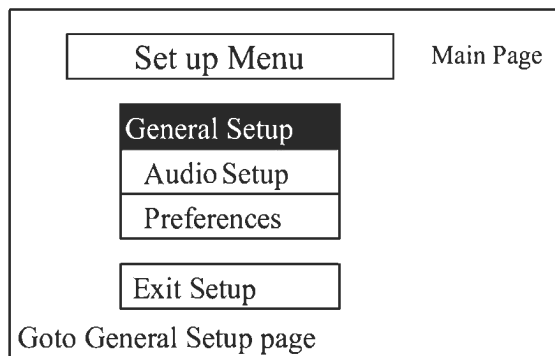 Set up Menu
Main Page
General Setup
Audio Setup
Preferences
Exit Setup
Goto General Setup page